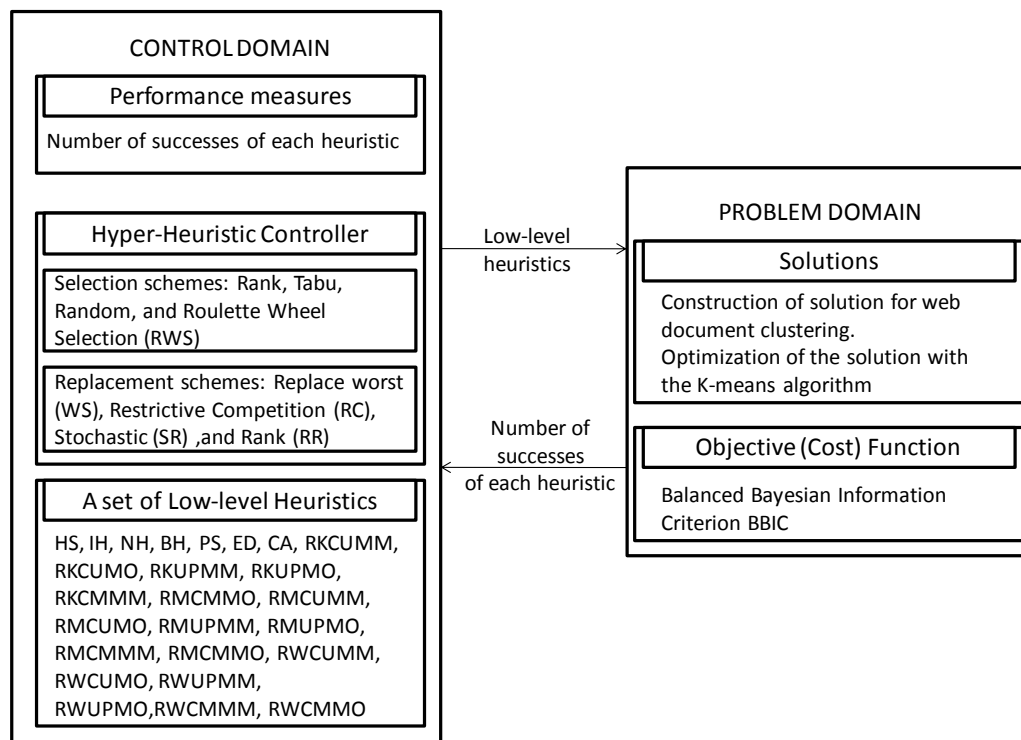 CONTROL DOMAIN
Performance measures
Number of successes of each heuristic
Hyper-Heuristic Controller
Selection schemes: Rank, Tabu,
Random, and Roulette Wheel
Selection (RWS)
Replacement schemes: Replace worst
(WS), Restrictive Competition (RC),
Stochastic (SR) ,and Rank (RR)
A set of Low-level Heuristics
HS, IH, NH, BH, PS, ED, CA, RKCUMM,
RKCUMO, RKUPMM, RKUPMO,
RKCMMM, RMCMMO, RMCUMM,
RMCUMO, RMUPMM, RMUPMO,
RMCMMM, RMCMMO, RWCUMM,
RWCUMO, RWUPMM,
RWUPMO,RWCMMM, RWCMMO
Low-level
heuristics
Number of
successes
of each heuristic
PROBLEM DOMAIN
Solutions
Construction of solution for web
document clustering.
Optimization of the solution with
the K-means algorithm
Objective (Cost) Function
Balanced Bayesian Information
Criterion BBIC